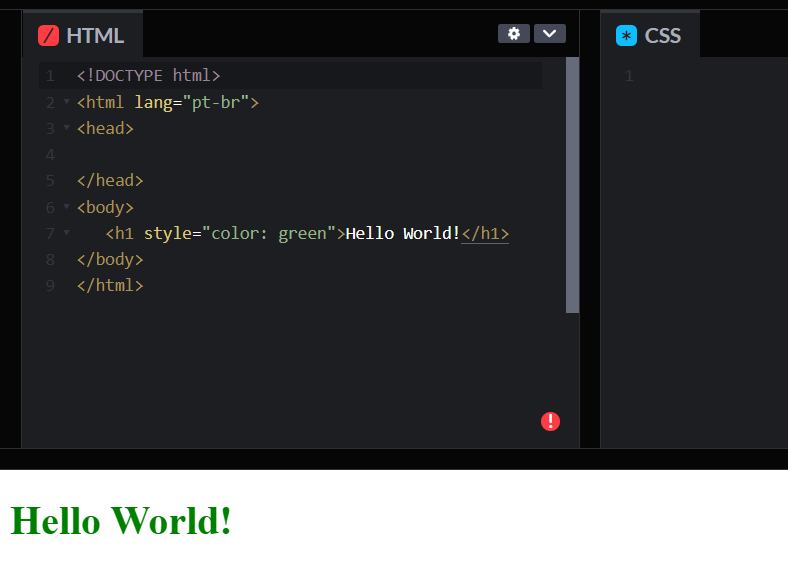 HTML
CSS
1 <!DOCTYPE html>
2 <html lang="pt-br">
3 <head>
4
5 </head>
6 <body>
7 <h1 style="color: green">Hello World!</h1>
8 </body>
9 </html>
1
Hello World!